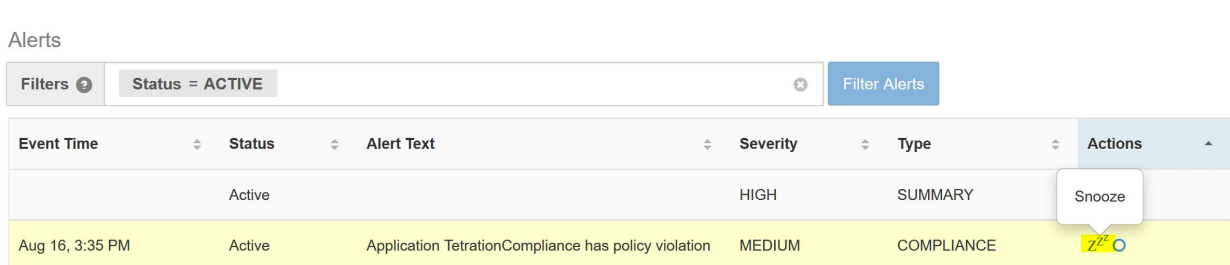 Alerts
Filters ? Status = ACTIVE Filter Alerts
Event Time Status Alert Text Severity Type Actions
Active HIGH SUMMARY Snooze
Aug 16, 3:35 PM Active Application TetrationCompliance has policy violation MEDIUM COMPLIANCE zzz